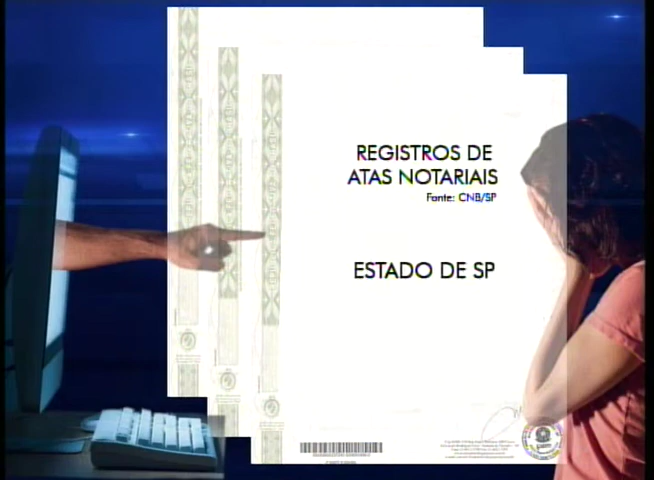 REGISTROS DE
ATAS NOTARIAIS
Fonte: CNB/SP
ESTADO DE SP